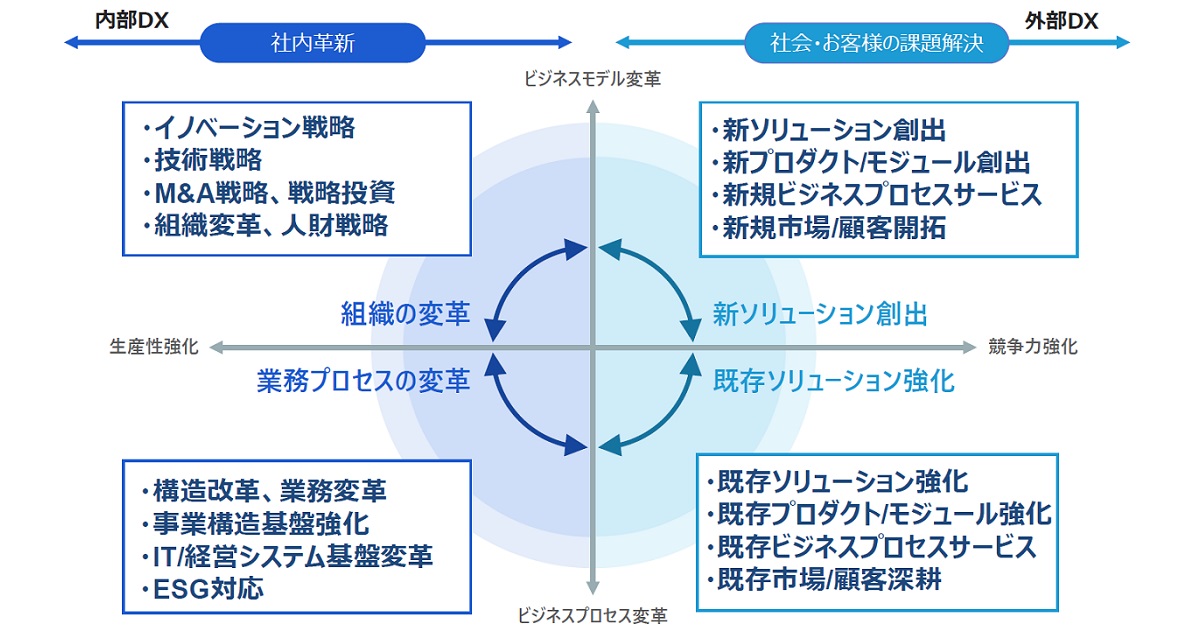 内部DX
社内革新
社会・お客様の課題解決
外部DX
ビジネスモデル変革
・イノベーション戦略
・技術戦略
・M&A戦略、戦略投資
・組織変革、人財戦略
・新ソリューション創出
・新プロダクト/モジュール創出
・新規ビジネスプロセスサービス
・新規市場/顧客開拓
組織の変革
新ソリューション創出
生産性強化
競争力強化
業務プロセスの変革
既存ソリューション強化
・構造改革、業務変革
・事業構造基盤強化
・IT/経営システム基盤変革
・ESG対応
・既存ソリューション強化
・既存プロダクト/モジュール強化
・既存ビジネスプロセスサービス
・既存市場/顧客深耕
ビジネスプロセス変革